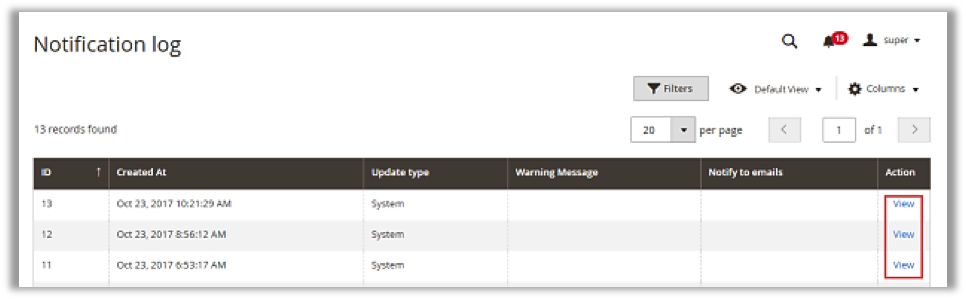 Notification log
13
super
Filters
Default View
Columns
13 records found
20 per page
1 of 1
ID ↑ Created At Update type Warning Message Notify to emails Action
13 Oct 23, 2017 10:21:29 AM System View
12 Oct 23, 2017 8:56:12 AM System View
11 Oct 23, 2017 6:53:17 AM System View